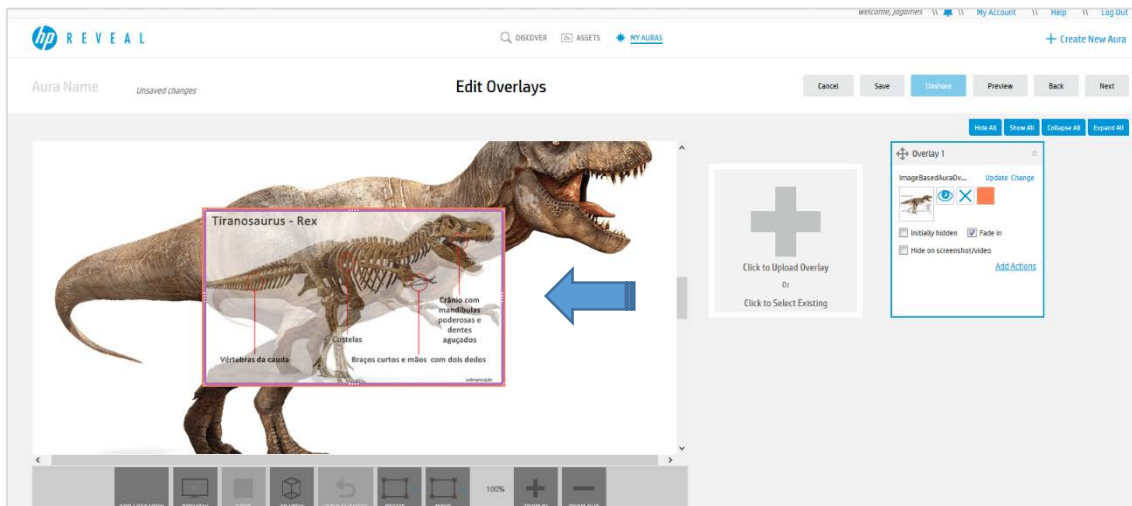 welcome, jdgomes \\ \\ My Account \\ Help \\ Log Out
hp REVEAL
DISCOVER ASSETS MY AURAS
+ Create New Aura
Aura Name Unsaved changes
Edit Overlays
Cancel Save Unshare Preview Back Next
Hide All Show All Collapse All Expand All
Overlay 1
ImageBasedAuraOv... Update Change
Initially hidden Fade in
Hide on screenshot/video
Add Actions
Click to Upload Overlay
Or
Click to Select Existing
Tiranosaurus - Rex
Crânio com
mandíbulas
poderosas e
dentes
aguçados
Costelas
Vértebras da cauda
Braços curtos e mãos com dois dedos
100%